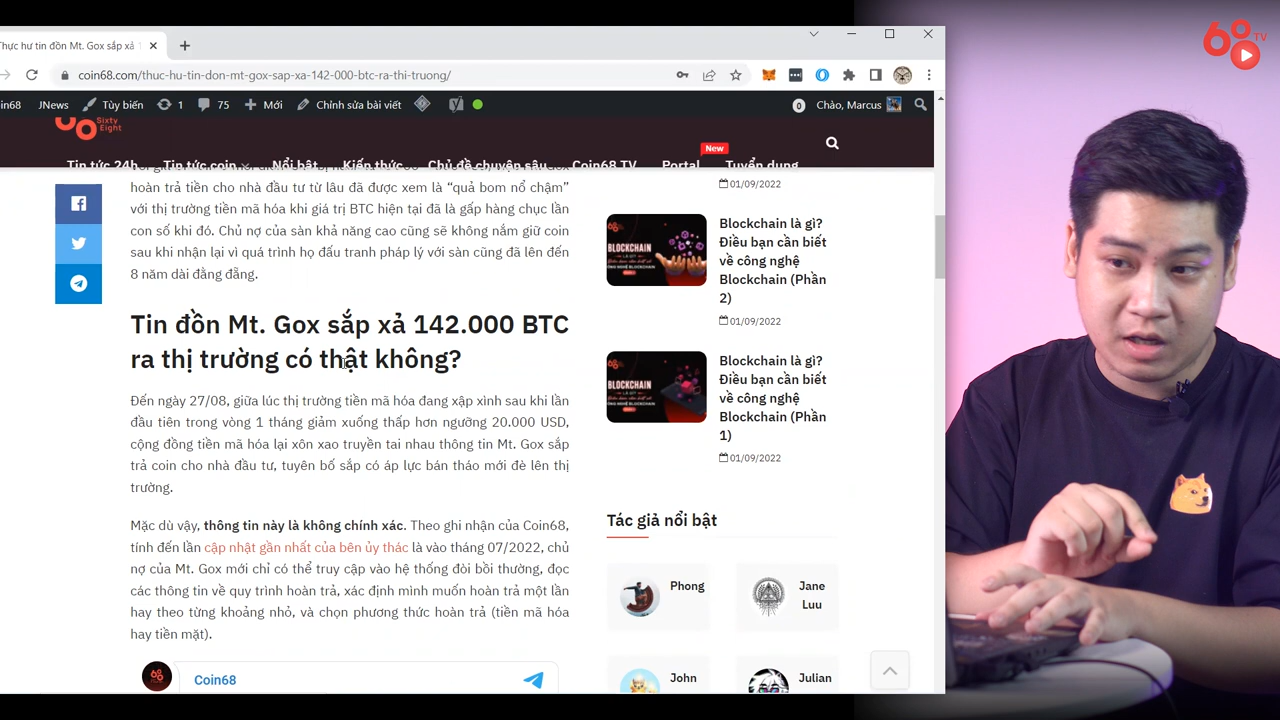 Thực hư tin đồn Mt. Gox sắp xả 1
coin68.com/thuc-hu-tin-don-mt-gox-sap-xa-142-000-btc-ra-thi-truong/
JNews Tùy biến 1 75 Mới Chỉnh sửa bài viết 0 Chào, Marcus
Sixty
Eight
New
Tin tức 24h Tin tức coin Nổi bật Kiến thức Chủ đề chuyên sâu Coin68 TV Portal Tuyển dụng
hoàn trả tiền cho nhà đầu tư từ lâu đã được xem là “quả bom nổ chậm”
với thị trường tiền mã hóa khi giá trị BTC hiện tại đã là gấp hàng chục lần
con số khi đó. Chủ nợ của sàn khả năng cao cũng sẽ không nắm giữ coin
sau khi nhận lại vì quá trình họ đấu tranh pháp lý với sàn cũng đã lên đến
8 năm dài đằng đẵng.
Tin đồn Mt. Gox sắp xả 142.000 BTC
ra thị trường có thật không?
Đến ngày 27/08, giữa lúc thị trường tiền mã hóa đang xập xình sau khi lần
đầu tiên trong vòng 1 tháng giảm xuống thấp hơn ngưỡng 20.000 USD,
cộng đồng tiền mã hóa lại xôn xao truyền tai nhau thông tin Mt. Gox sắp
trả coin cho nhà đầu tư, tuyên bố sắp có áp lực bán tháo mới đè lên thị
trường.
Mặc dù vậy, thông tin này là không chính xác. Theo ghi nhận của Coin68,
tính đến lần cập nhật gần nhất của bên ủy thác là vào tháng 07/2022, chủ
nợ của Mt. Gox mới chỉ có thể truy cập vào hệ thống đòi bồi thường, đọc
các thông tin về quy trình hoàn trả, xác định mình muốn hoàn trả một lần
hay theo từng khoảng nhỏ, và chọn phương thức hoàn trả (tiền mã hóa
hay tiền mặt).
Coin68
01/09/2022
BLOCKCHAIN
Blockchain là gì?
Điều bạn cần biết
về công nghệ
Blockchain (Phần
2)
01/09/2022
BLOCKCHAIN
Blockchain là gì?
Điều bạn cần biết
về công nghệ
Blockchain (Phần
1)
01/09/2022
Tác giả nổi bật
Phong
Jane
Luu
John
Julian
68 TV